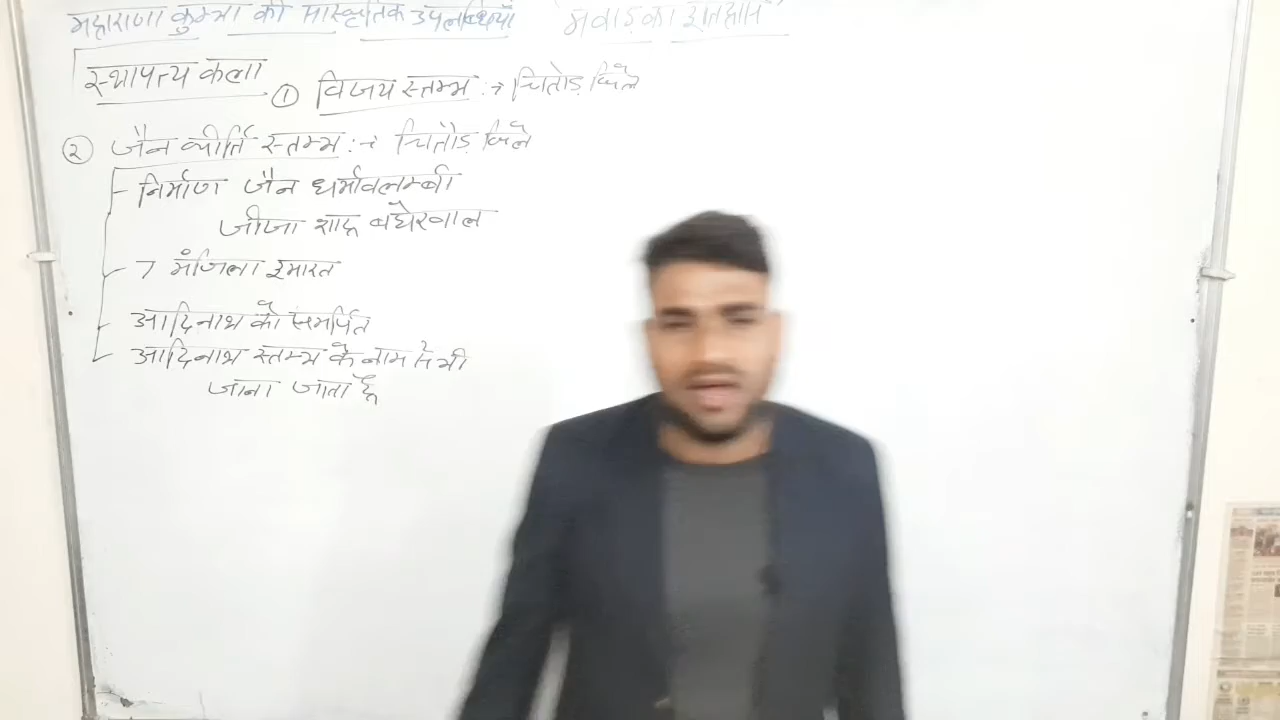 महाराणा कुम्भा की सांस्कृतिक उपलब्धियाँ मेवाड़ का इतिहास
स्थापत्य कला
① विजय स्तम्भ :→ चितोड़ किले
② जैन कीर्ति स्तम्भ :→ चितौड़ किले
निर्माण जैन धर्मावलम्बी
जीजा शाह बघेरवाल
7 मंजिला इमारत
आदिनाथ को समर्पित
आदिनाथ स्तम्भ के नाम से भी
जाना जाता है